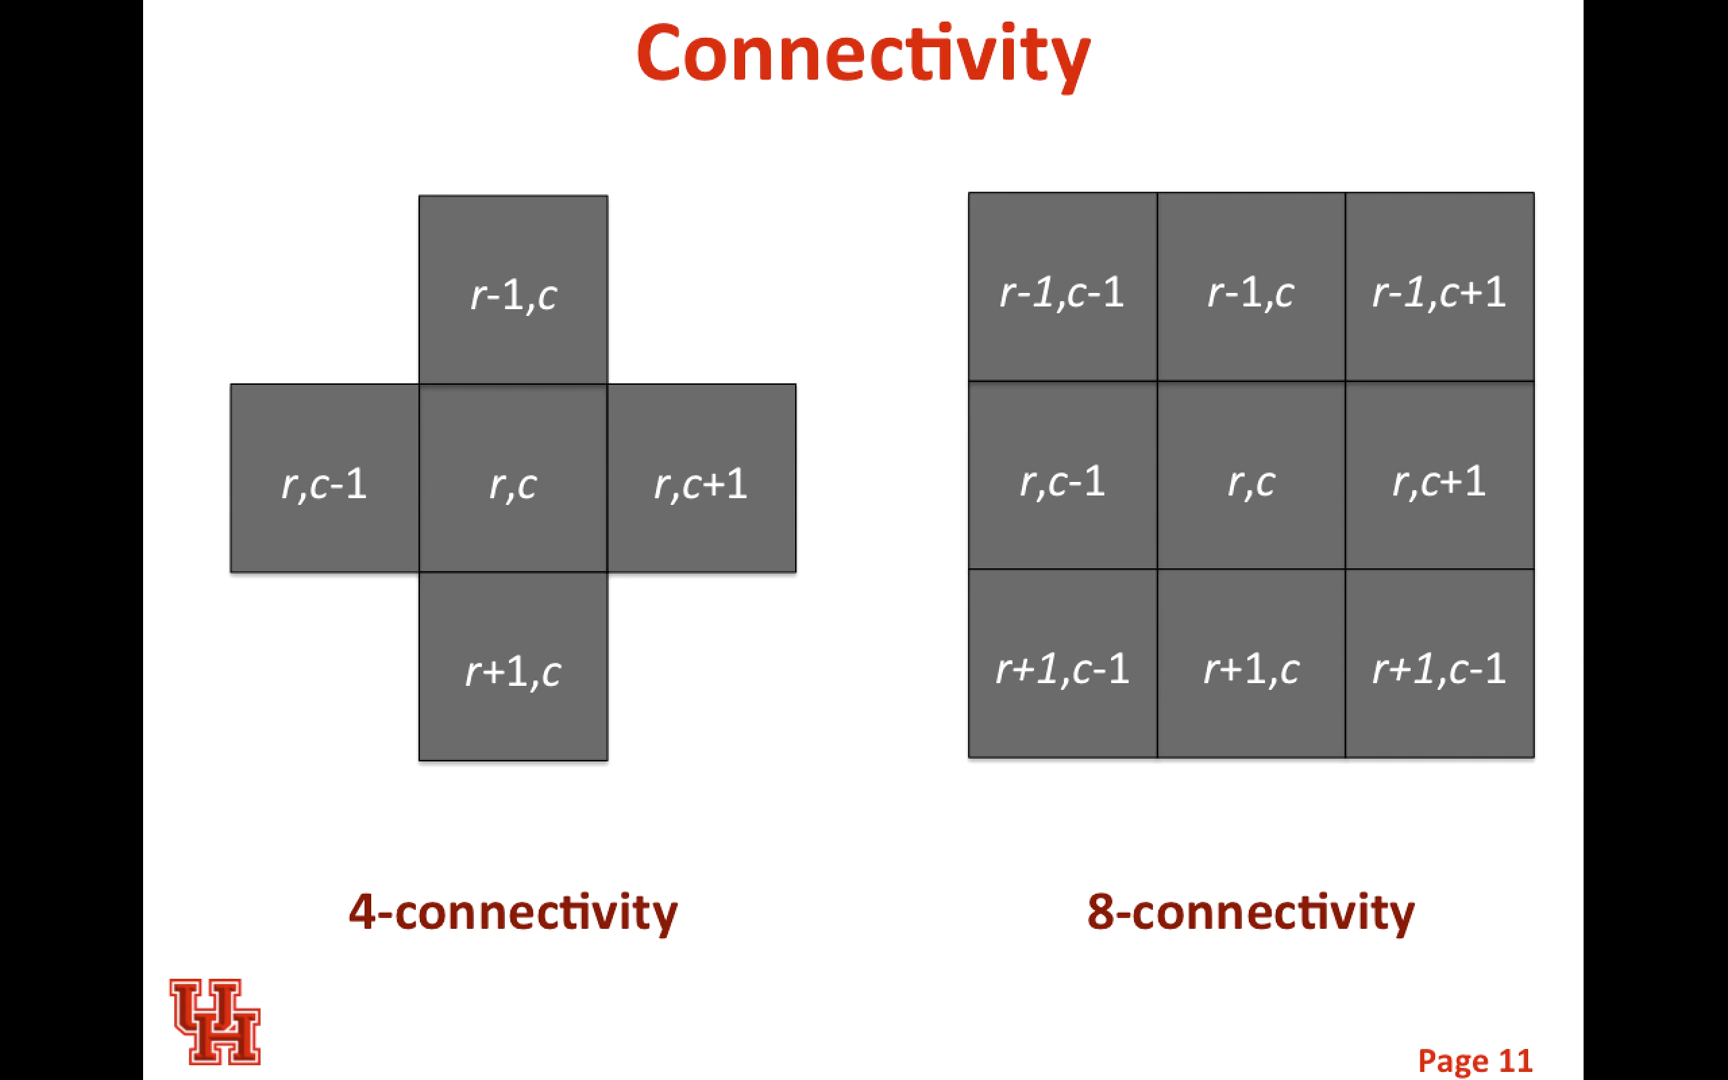 Connectivity
r-1,c
r,c-1 r,c r,c+1
r+1,c
r-1,c-1 r-1,c r-1,c+1
r,c-1 r,c r,c+1
r+1,c-1 r+1,c r+1,c-1
4-connectivity
8-connectivity
UH
Page 11